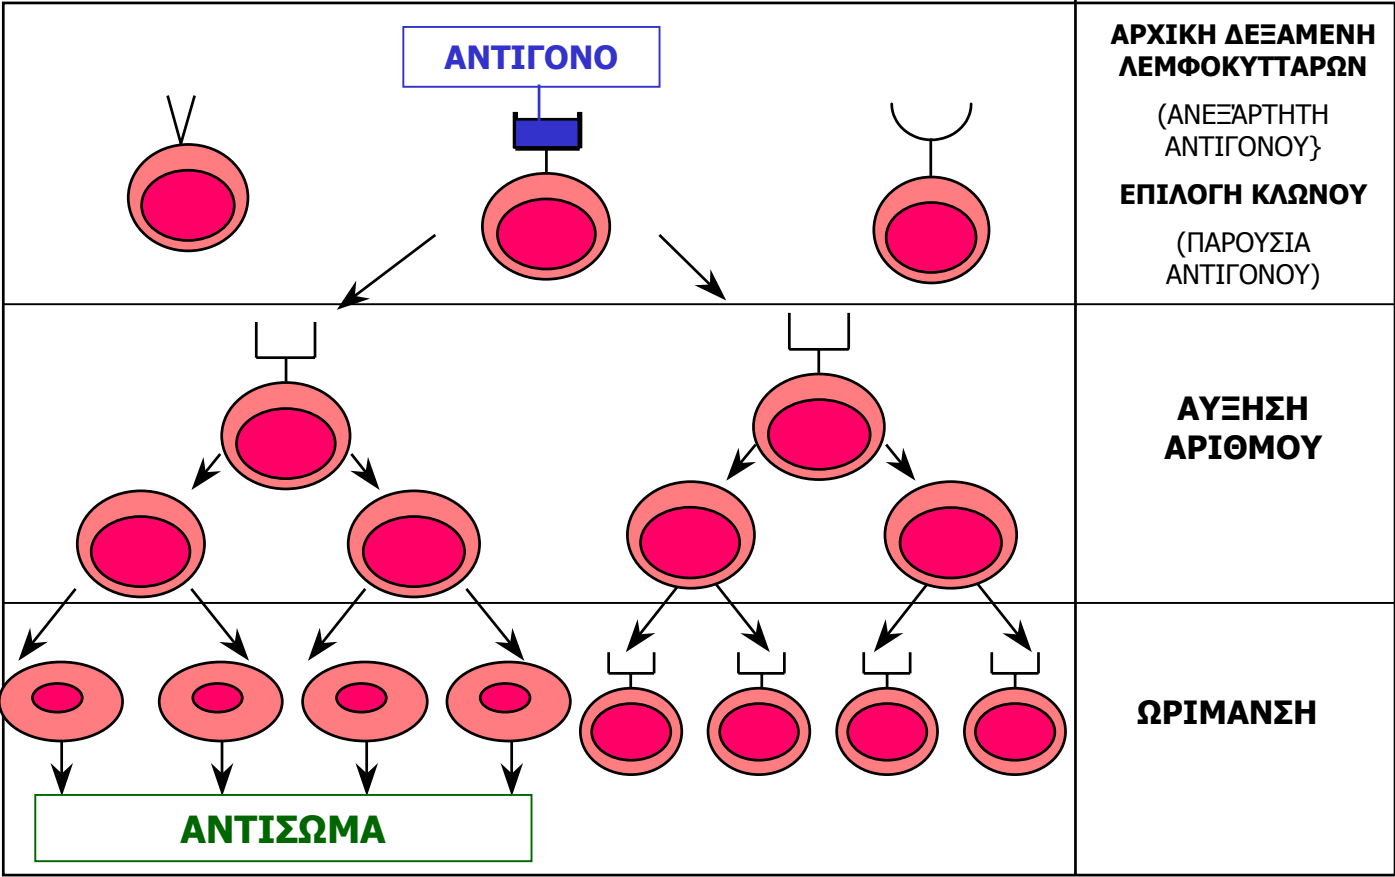 ΑΝΤΙΓΟΝΟ
ΑΡΧΙΚΗ ΔΕΞΑΜΕΝΗ
ΛΕΜΦΟΚΥΤΤΑΡΩΝ
(ΑΝΕΞΆΡΤΗΤΗ
ΑΝΤΙΓΟΝΟΥ}
ΕΠΙΛΟΓΗ ΚΛΩΝΟΥ
(ΠΑΡΟΥΣΙΑ
ΑΝΤΙΓΟΝΟΥ)
ΑΥΞΗΣΗ
ΑΡΙΘΜΟΥ
ΩΡΙΜΑΝΣΗ
ΑΝΤΙΣΩΜΑ